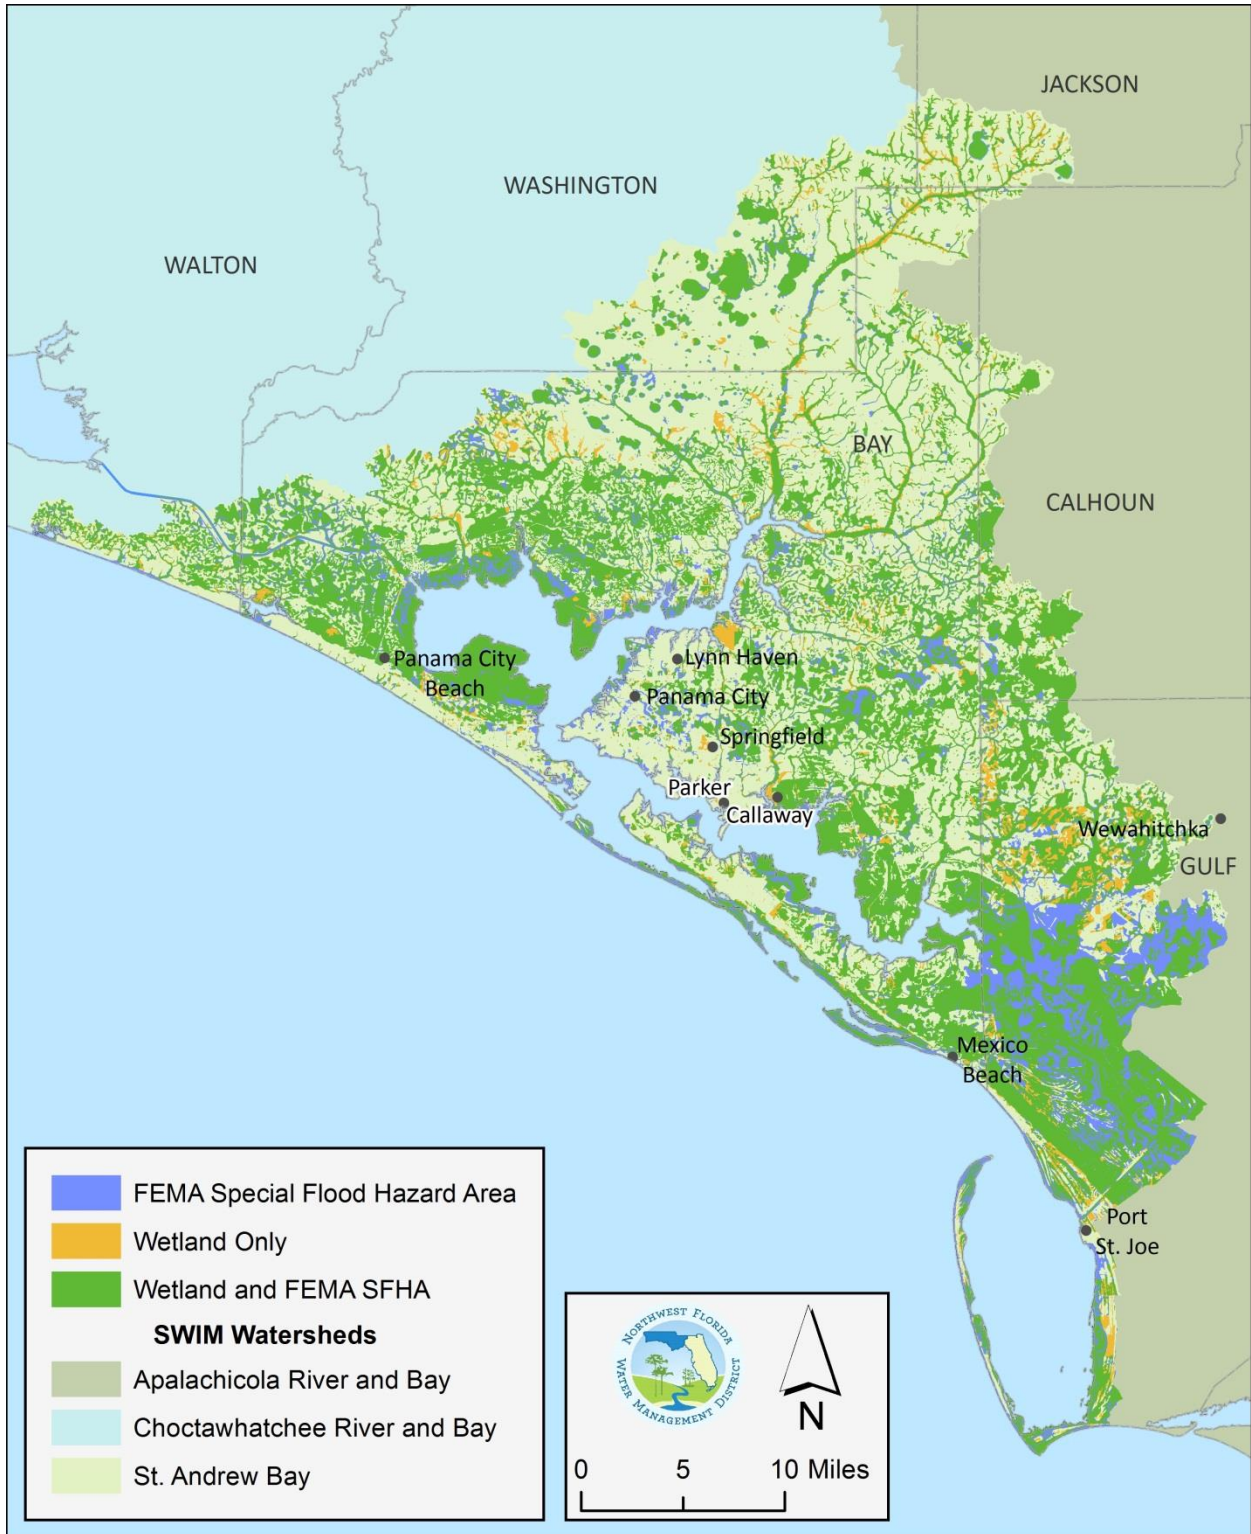 JACKSON
WASHINGTON
WALTON
BAY
CALHOUN
Panama City
Beach
Lynn Haven
Panama City
Springfield
Parker
Callaway
Wewahitchka
GULF
Mexico
Beach
Port
St. Joe
FEMA Special Flood Hazard Area
Wetland Only
Wetland and FEMA SFHA
SWIM Watersheds
Apalachicola River and Bay
Choctawhatchee River and Bay
St. Andrew Bay
NORTHWEST FLORIDA
WATER MANAGEMENT DISTRICT
N
0 5 10 Miles